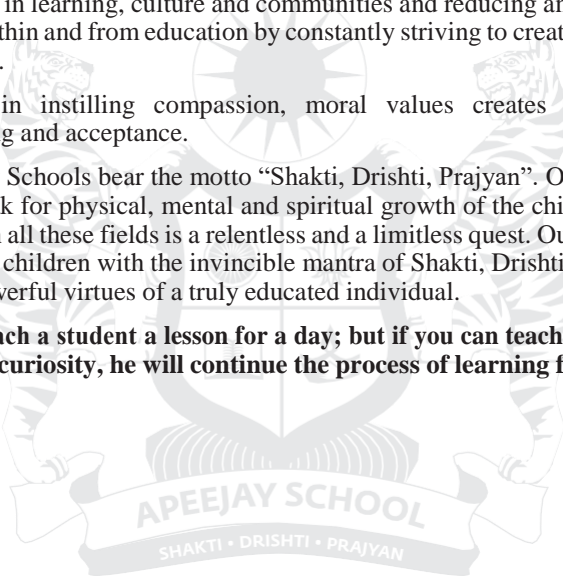 in learning, culture and communities and reducing
thin and from education by constantly striving to
.
in instilling compassion, moral values creates
g and acceptance.
Schools bear the motto “Shakti, Drishti, Prajyan”.
k for physical, mental and spiritual growth of the
all these fields is a relentless and a limitless quest.
children with the invincible mantra of Shakti, Drishti
werful virtues of a truly educated individual.
ach a student a lesson for a day; but if you can teach
curiosity, he will continue the process of learning
APEEJAY SCHOOL
SHAKTI • DRISHTI • PRAJYAN